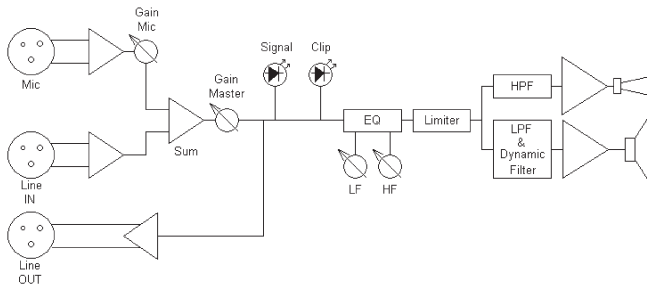 Gain
Mic
Mic
Signal
Clip
Gain
Master
Sum
Line
IN
Line
OUT
EQ
LF
HF
Limiter
HPF
LPF
&
Dynamic
Filter